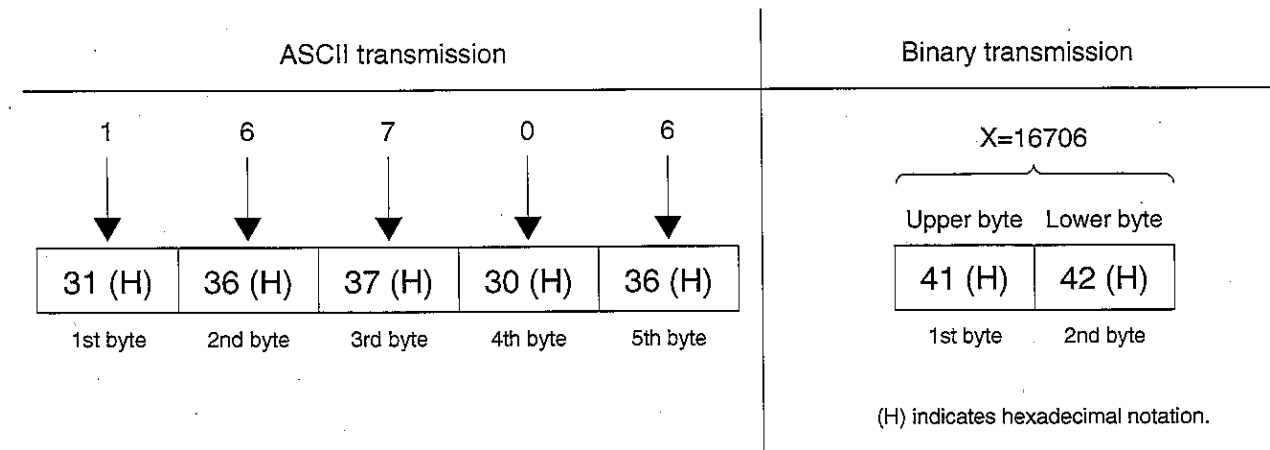 ASCII transmission
1 6 7 0 6
31 (H) 36 (H) 37 (H) 30 (H) 36 (H)
1st byte 2nd byte 3rd byte 4th byte 5th byte
Binary transmission
X=16706
Upper byte Lower byte
41 (H) 42 (H)
1st byte 2nd byte
(H) indicates hexadecimal notation.